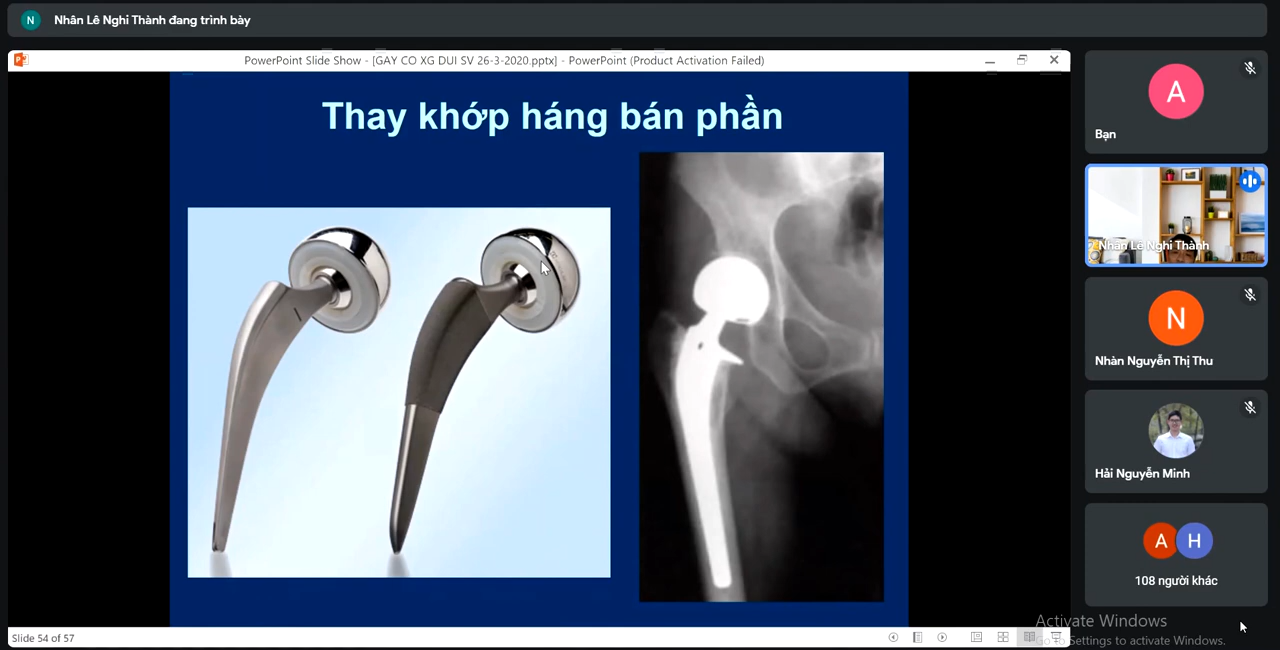 N Nhân Lê Nghi Thành đang trình bày
PowerPoint Slide Show - [GAY CO XG DUI SV 26-3-2020.pptx] - PowerPoint (Product Activation Failed)
Thay khớp háng bán phần
Slide 54 of 57
A
Bạn
Nhân Lê Nghi Thành
N
Nhàn Nguyễn Thị Thu
Hải Nguyễn Minh
A H
108 người khác
Activate Windows
Go to Settings to activate Windows.